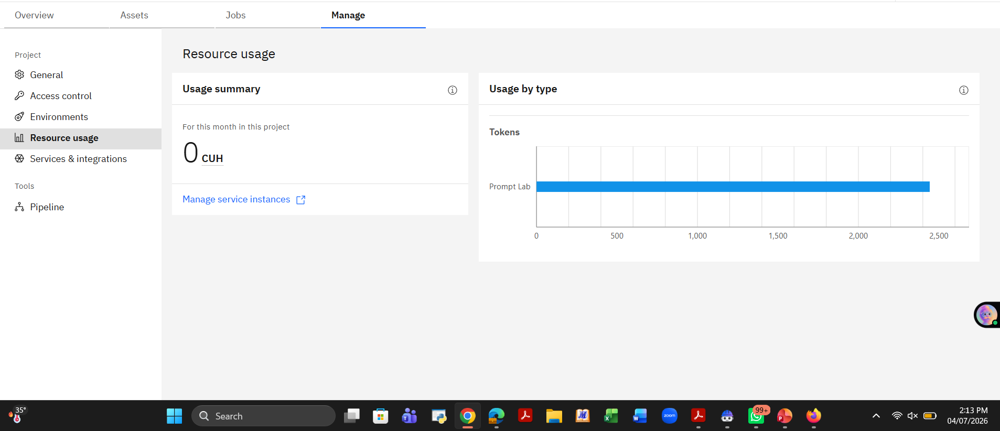 Overview
Assets
Jobs
Manage
Project
General
Access control
Environments
Resource usage
Services & integrations
Tools
Pipeline
Resource usage
Usage summary
For this month in this project
0 CUH
Manage service instances
Usage by type
Tokens
Prompt Lab
0 500 1,000 1,500 2,000 2,500
35°
Search
zoom
99+
2:13 PM
04/07/2026